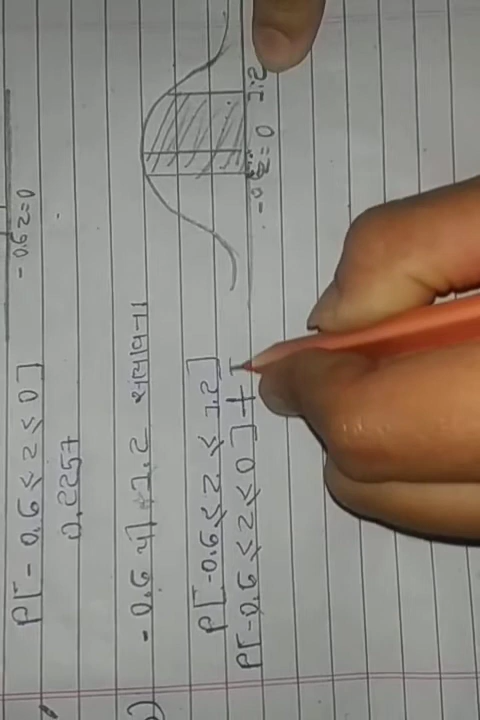 P[-0.6 ≤ z ≤ 0]
-0.6 z=0
0.2257
-0.6 1.2
-0.6 z=0 1.2
P[-0.6 ≤ z ≤ 1.2]
P[-0.6 ≤ z ≤ 0] +